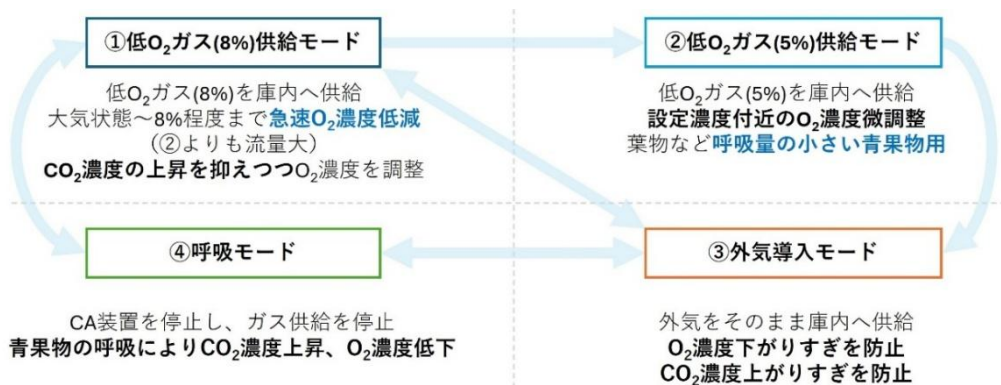 ①低O₂ガス(8%)供給モード
低O₂ガス(8%)を庫内へ供給
大気状態～8%程度まで急速O₂濃度低減
（②よりも流量大）
CO₂濃度の上昇を抑えつつO₂濃度を調整
②低O₂ガス(5%)供給モード
低O₂ガス(5%)を庫内へ供給
設定濃度付近のO₂濃度微調整
葉物など呼吸量の小さい青果物用
④呼吸モード
CA装置を停止し、ガス供給を停止
青果物の呼吸によりCO₂濃度上昇、O₂濃度低下
③外気導入モード
外気をそのまま庫内へ供給
O₂濃度下がりすぎを防止
CO₂濃度上がりすぎを防止